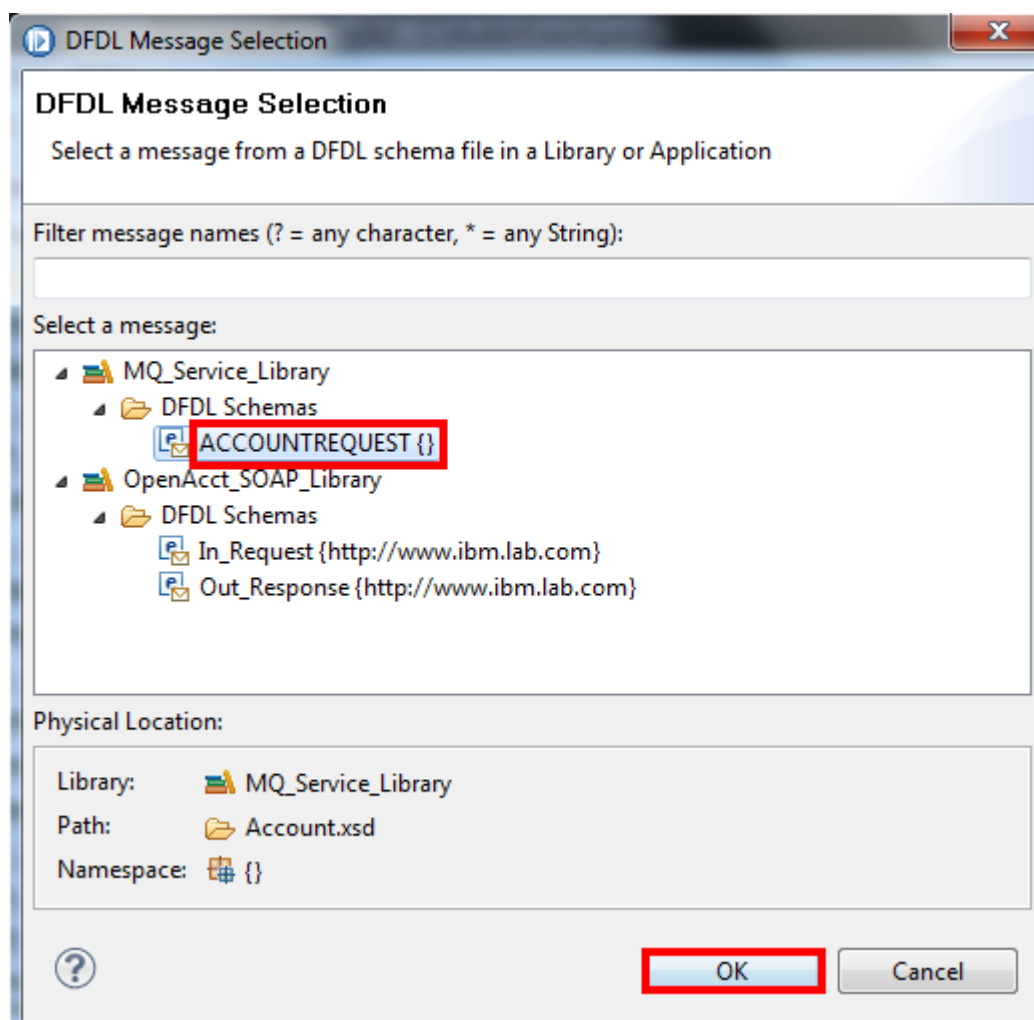 DFDL Message Selection
DFDL Message Selection
Select a message from a DFDL schema file in a Library or Application
Filter message names (? = any character, * = any String):
Select a message:
MQ_Service_Library
DFDL Schemas
ACCOUNTREQUEST {}
OpenAcct_SOAP_Library
DFDL Schemas
In_Request {http://www.ibm.lab.com}
Out_Response {http://www.ibm.lab.com}
Physical Location:
Library: MQ_Service_Library
Path: Account.xsd
Namespace: {}
OK Cancel